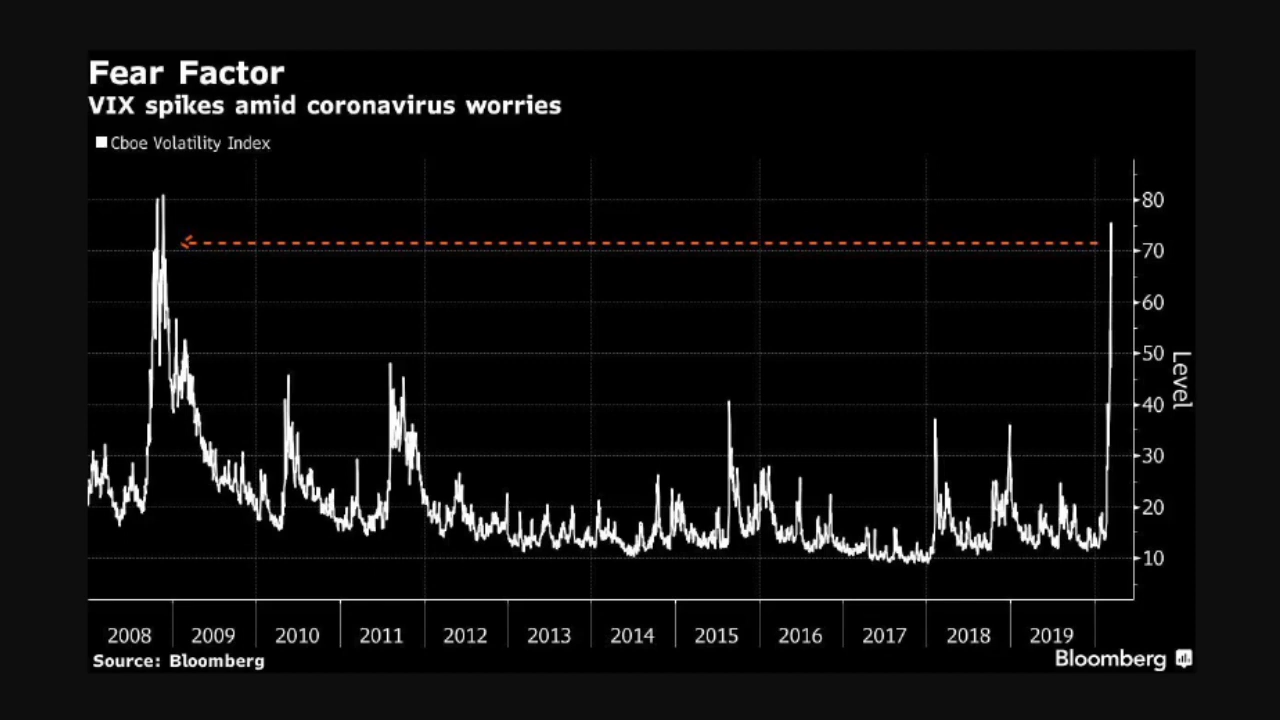 Fear Factor
VIX spikes amid coronavirus worries
Cboe Volatility Index
80
70
60
50
40
30
20
10
Level
2008 2009 2010 2011 2012 2013 2014 2015 2016 2017 2018 2019
Source: Bloomberg
Bloomberg